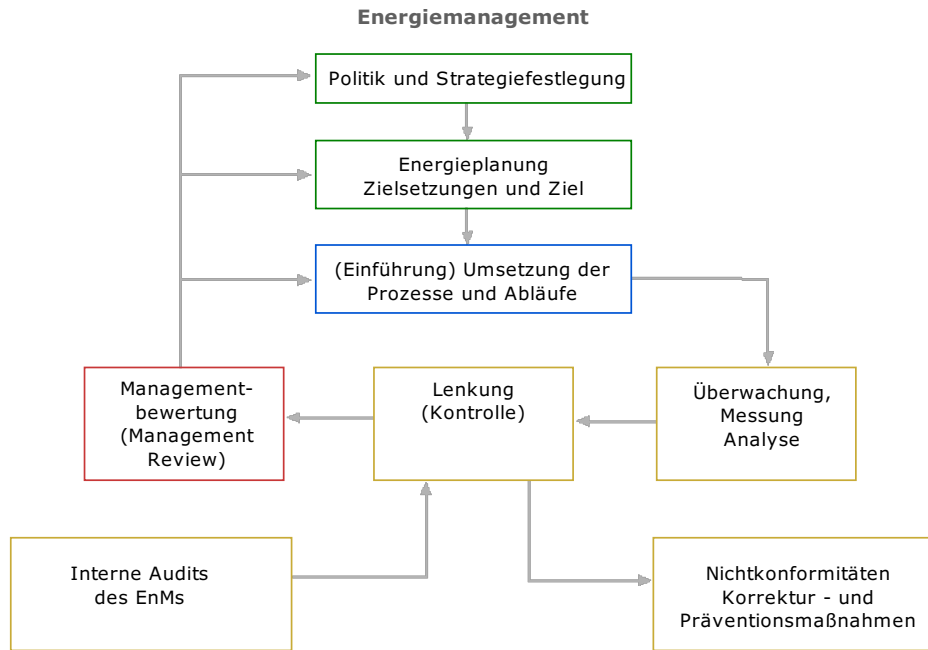 Energiemanagement
Politik und Strategiefestlegung
Energieplanung
Zielsetzungen und Ziel
(Einführung) Umsetzung der
Prozesse und Abläufe
Management-
bewertung
(Management
Review)
Lenkung
(Kontrolle)
Überwachung,
Messung
Analyse
Interne Audits
des EnMs
Nichtkonformitäten
Korrektur - und
Präventionsmaßnahmen